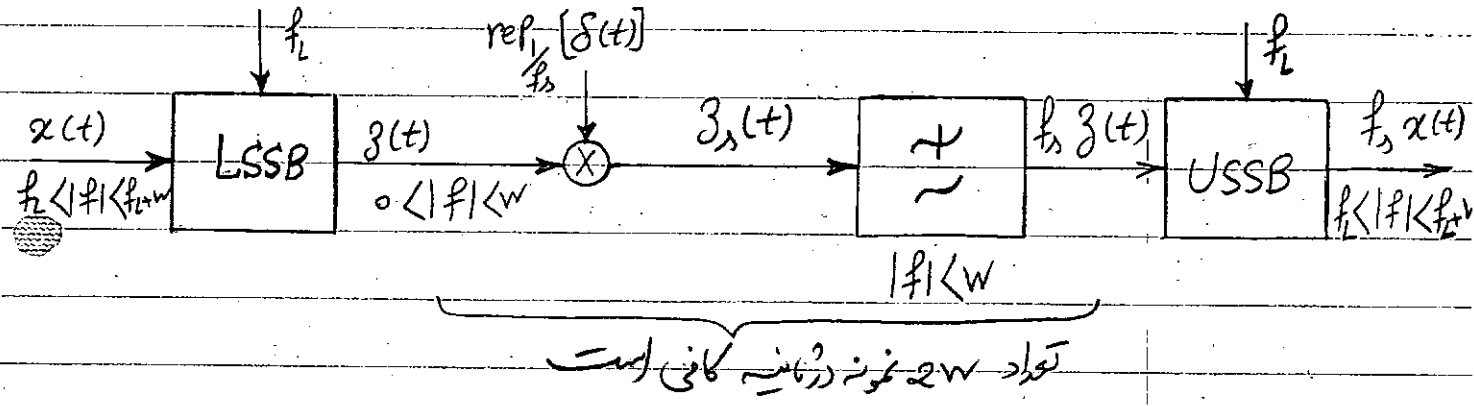 f_L rep_{1/f_s}[δ(t)] f_L
x(t) LSSB z(t) × z_s(t) f_s z(t) USSB f_s x(t)
f_L<|f|<f_L+W 0<|f|<W f_L<|f|<f_L+W
|f|<W
تعداد 2W نمونه در ثانیه کافی است